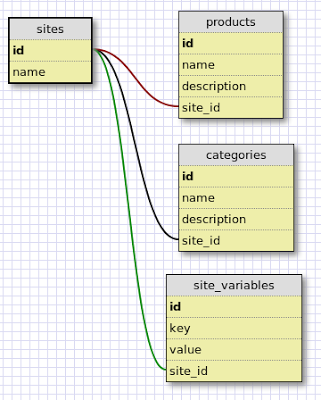 sites
id
name
products
id
name
description
site_id
categories
id
name
description
site_id
site_variables
id
key
value
site_id